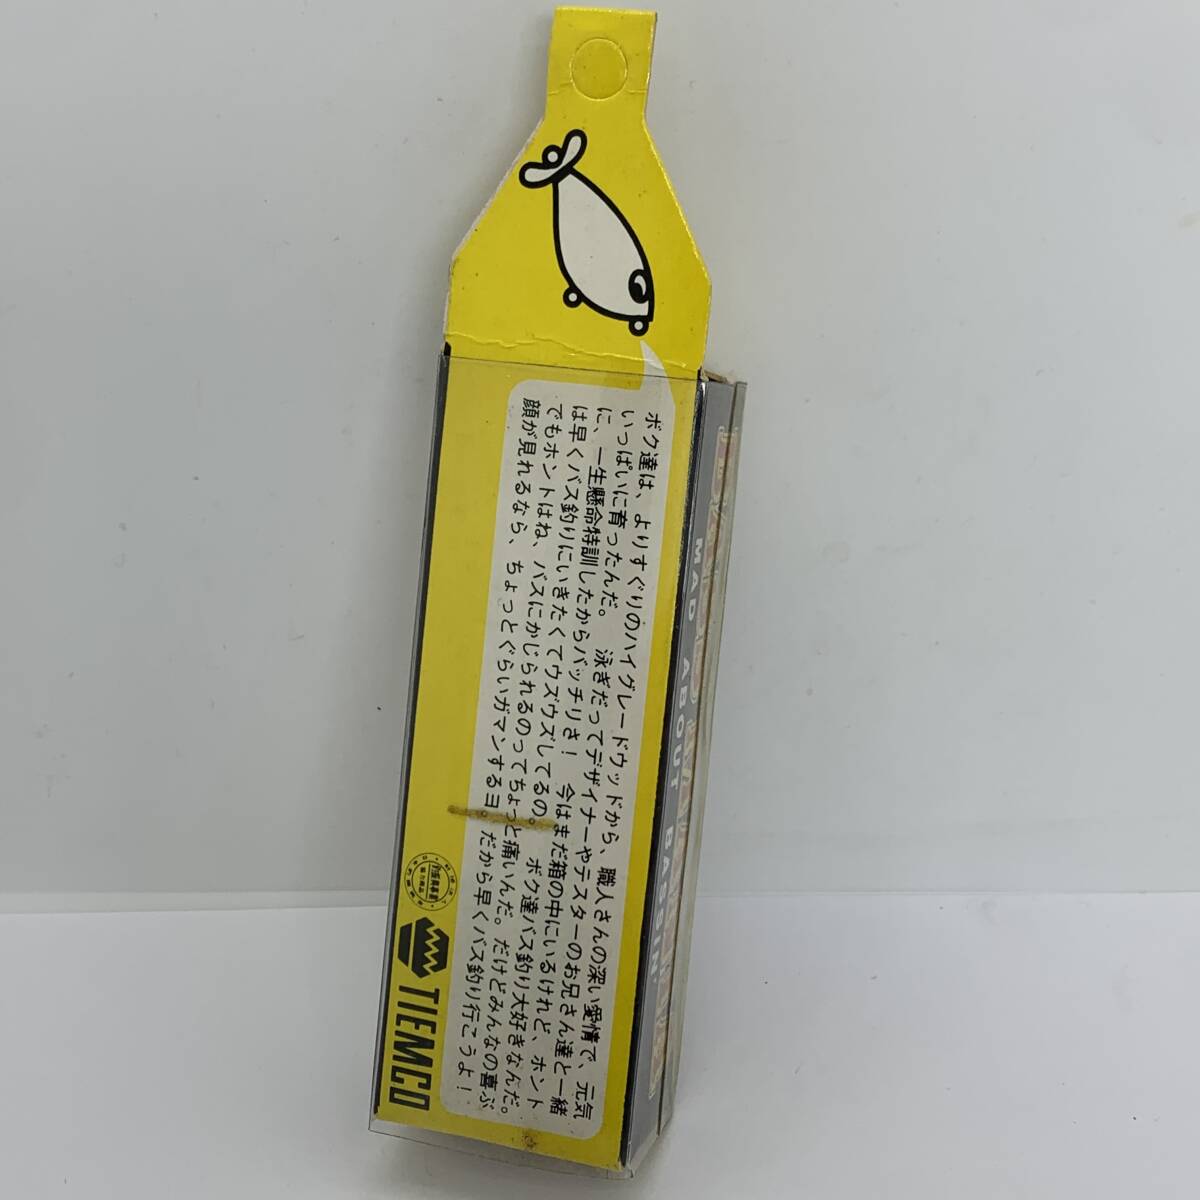 ボク達は、よりすぐりのハイグレードウッドから、職人さんの深い愛情で、元気
いっぱいに育ったんだ。 泳ぎだってデザイナーやテスターのお兄さん達と一緒
に、一生懸命特訓したからバッチリさ! 今はまだ箱の中にいるけれど、ホント
は早くバス釣りにいきたくてウズウズしてるの。 ボク達バス釣り大好きなんだ。
でもホントはね、バスにかじられるのってちょっと痛いんだ。だけどみんなの喜ぶ
顔が見れるなら、ちょっとぐらいガマンするヨ。だから早くバス釣り行こうよ!
TIEMCO
MAD ABOUT BASSIN'